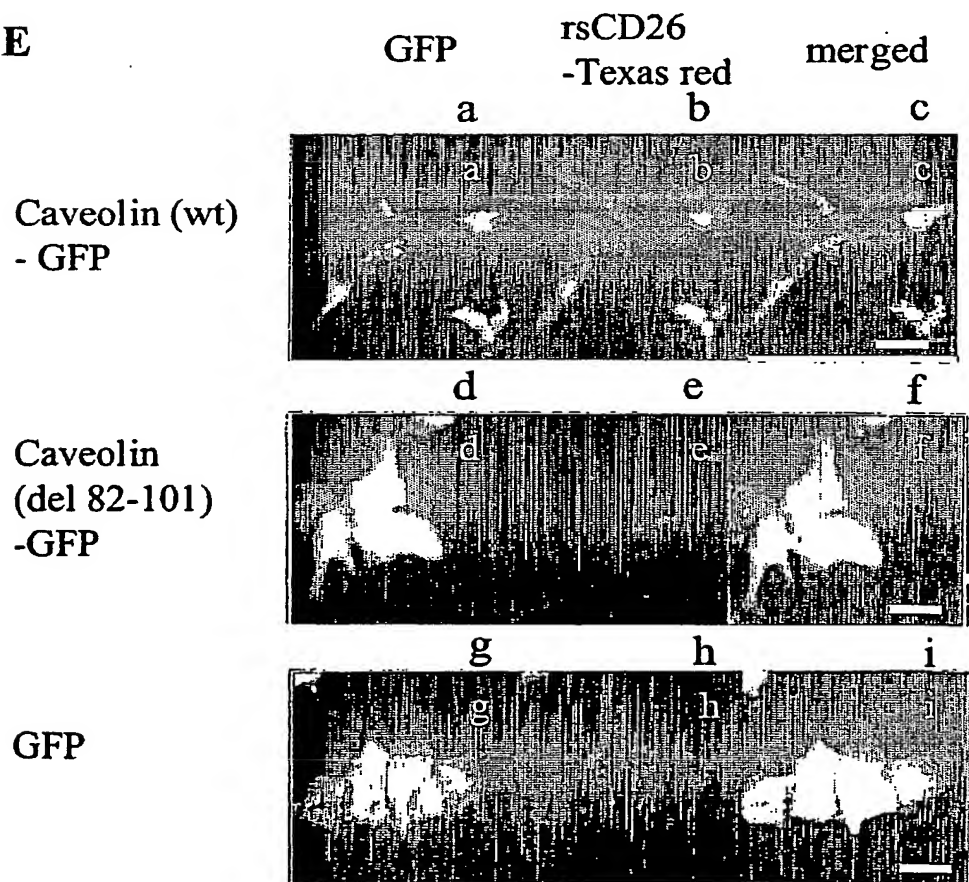 E
GFP rsCD26 -Texas red merged
a b c
a b c
Caveolin (wt) - GFP
d e f
d e f
Caveolin (del 82-101) -GFP
g h i
g h i
GFP